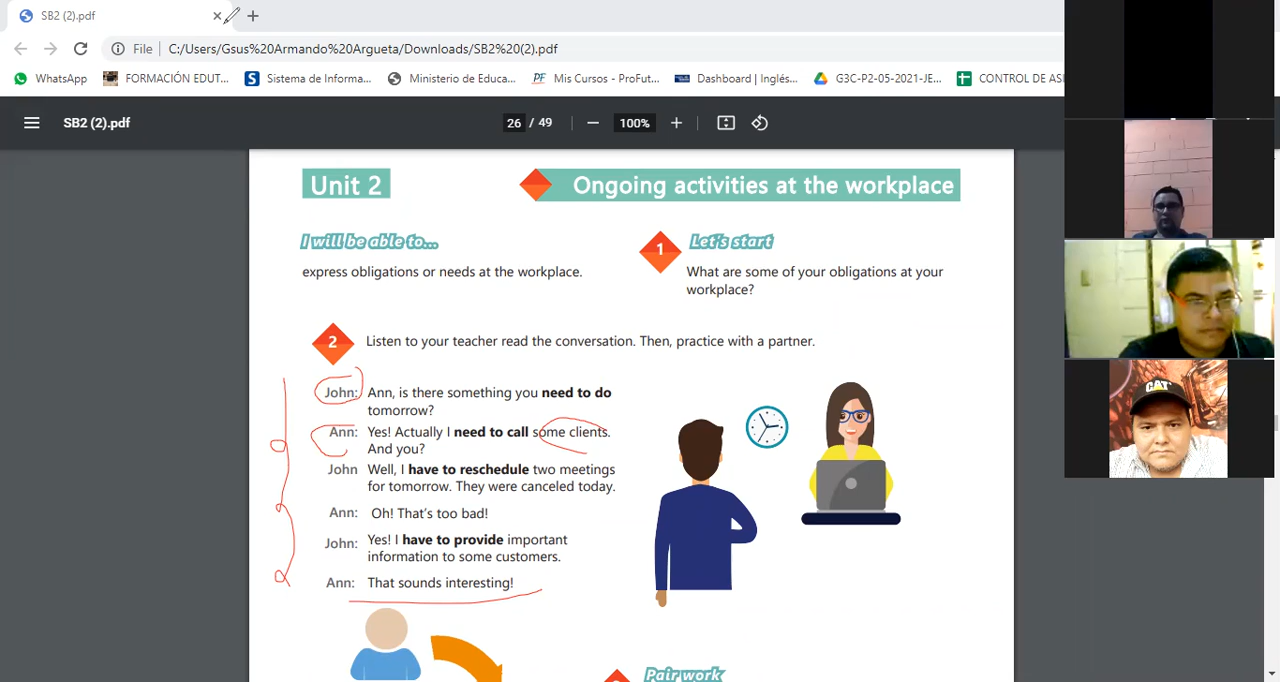 SB2 (2).pdf
File
C:/Users/Gsus%20Armando%20Argueta/Downloads/SB2%20(2).pdf
WhatsApp
FORMACIÓN EDUT...
Sistema de Informa...
Ministerio de Educa...
PF Mis Cursos - ProFut...
Dashboard | Inglés...
G3C-P2-05-2021-JE...
CONTROL DE AS
SB2 (2).pdf
26 / 49
100%
Unit 2
Ongoing activities at the workplace
I will be able to...
express obligations or needs at the workplace.
1 Let's start
What are some of your obligations at your
workplace?
2 Listen to your teacher read the conversation. Then, practice with a partner.
John: Ann, is there something you need to do
tomorrow?
Ann: Yes! Actually I need to call some clients.
And you?
John Well, I have to reschedule two meetings
for tomorrow. They were canceled today.
Ann: Oh! That's too bad!
John: Yes! I have to provide important
information to some customers.
Ann: That sounds interesting!
Pair work
CAT